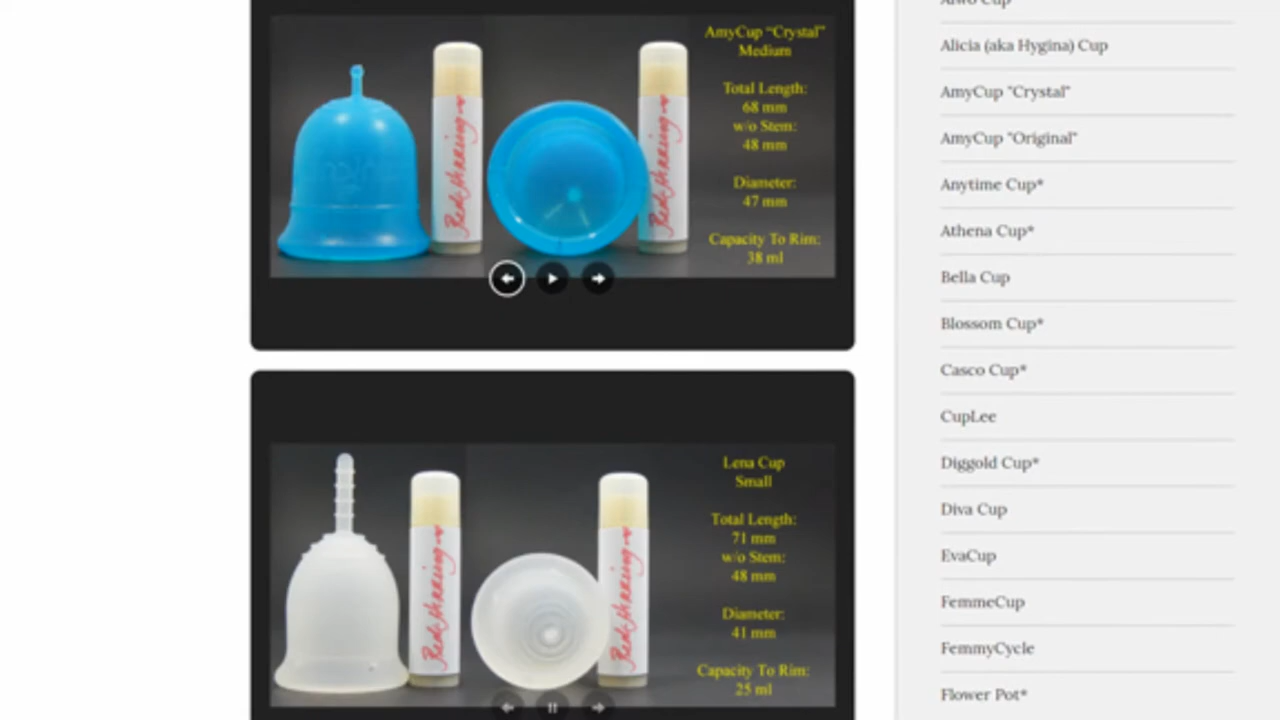 AmyCup “Crystal”
Medium
Total Length:
68 mm
w/o Stem:
48 mm
Diameter:
47 mm
Capacity To Rim:
38 ml
Lena Cup
Small
Total Length:
71 mm
w/o Stem:
48 mm
Diameter:
41 mm
Capacity To Rim:
25 ml
Alicia (aka Hygina) Cup
AmyCup "Crystal"
AmyCup "Original"
Anytime Cup*
Athena Cup*
Bella Cup
Blossom Cup*
Casco Cup*
CupLee
Diggold Cup*
Diva Cup
EvaCup
FemmeCup
FemmyCycle
Flower Pot*